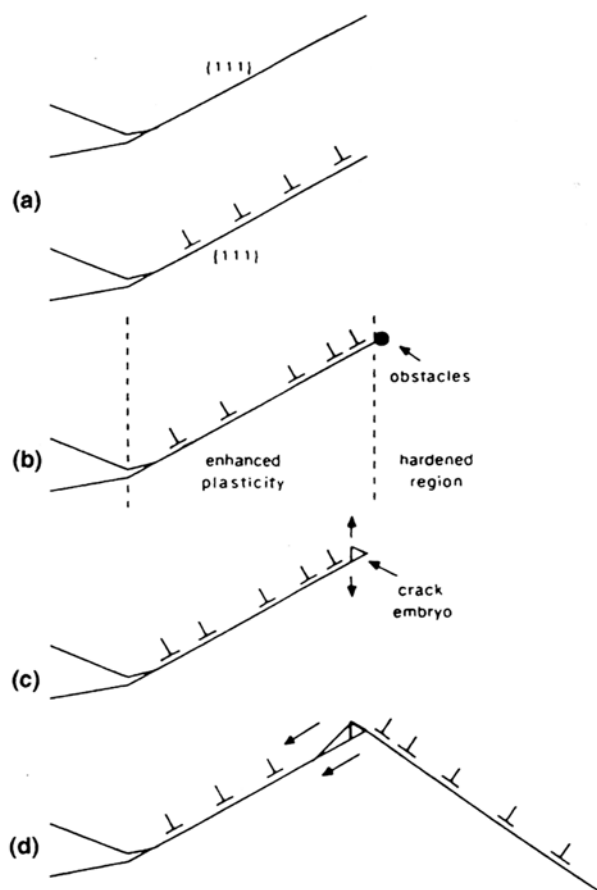 {111}
(a)
{111}
obstacles
(b)
enhanced
plasticity
hardened
region
crack
embryo
(c)
(d)